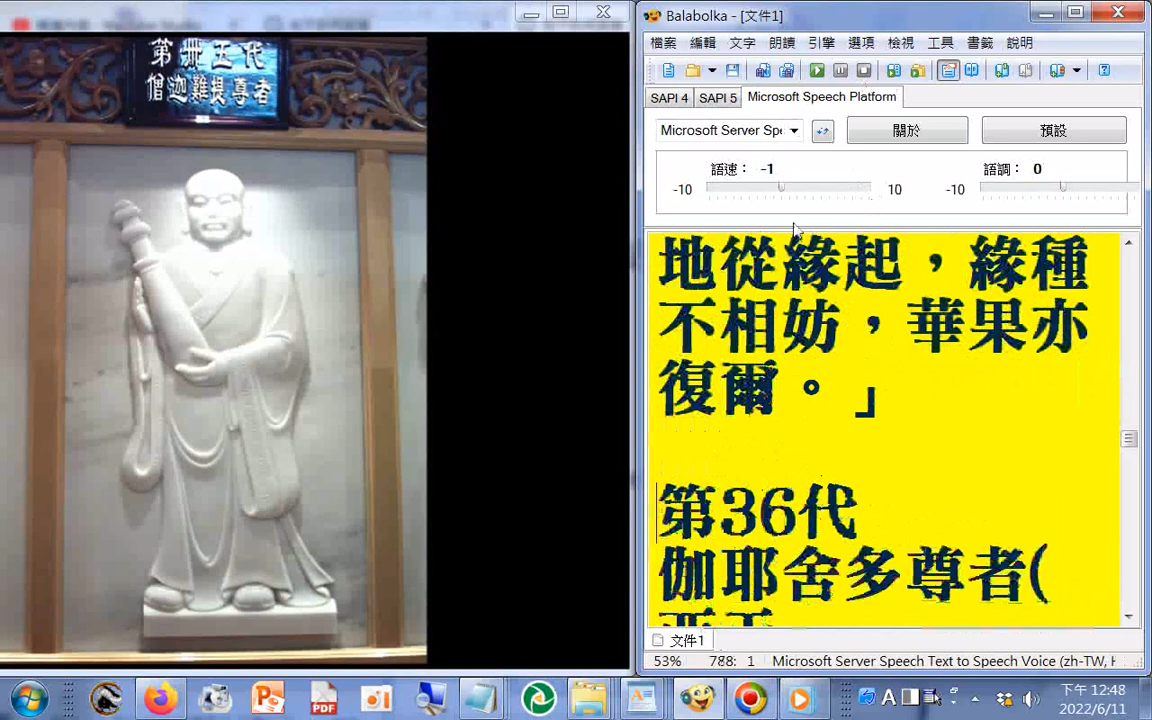 第卅五代
僧迦難提尊者
Balabolka - [文件1]
檔案 編輯 文字 朗讀 引擎 選項 檢視 工具 書籤 說明
SAPI 4 SAPI 5 Microsoft Speech Platform
Microsoft Server Spe
關於
預設
語速： -1
語調： 0
-10 10 -10
地從緣起，緣種
不相妨，華果亦
復爾。」
第36代
伽耶舍多尊者(
文件1
53% 788: 1 Microsoft Server Speech Text to Speech Voice (zh-TW, H
下午 12:48
2022/6/11